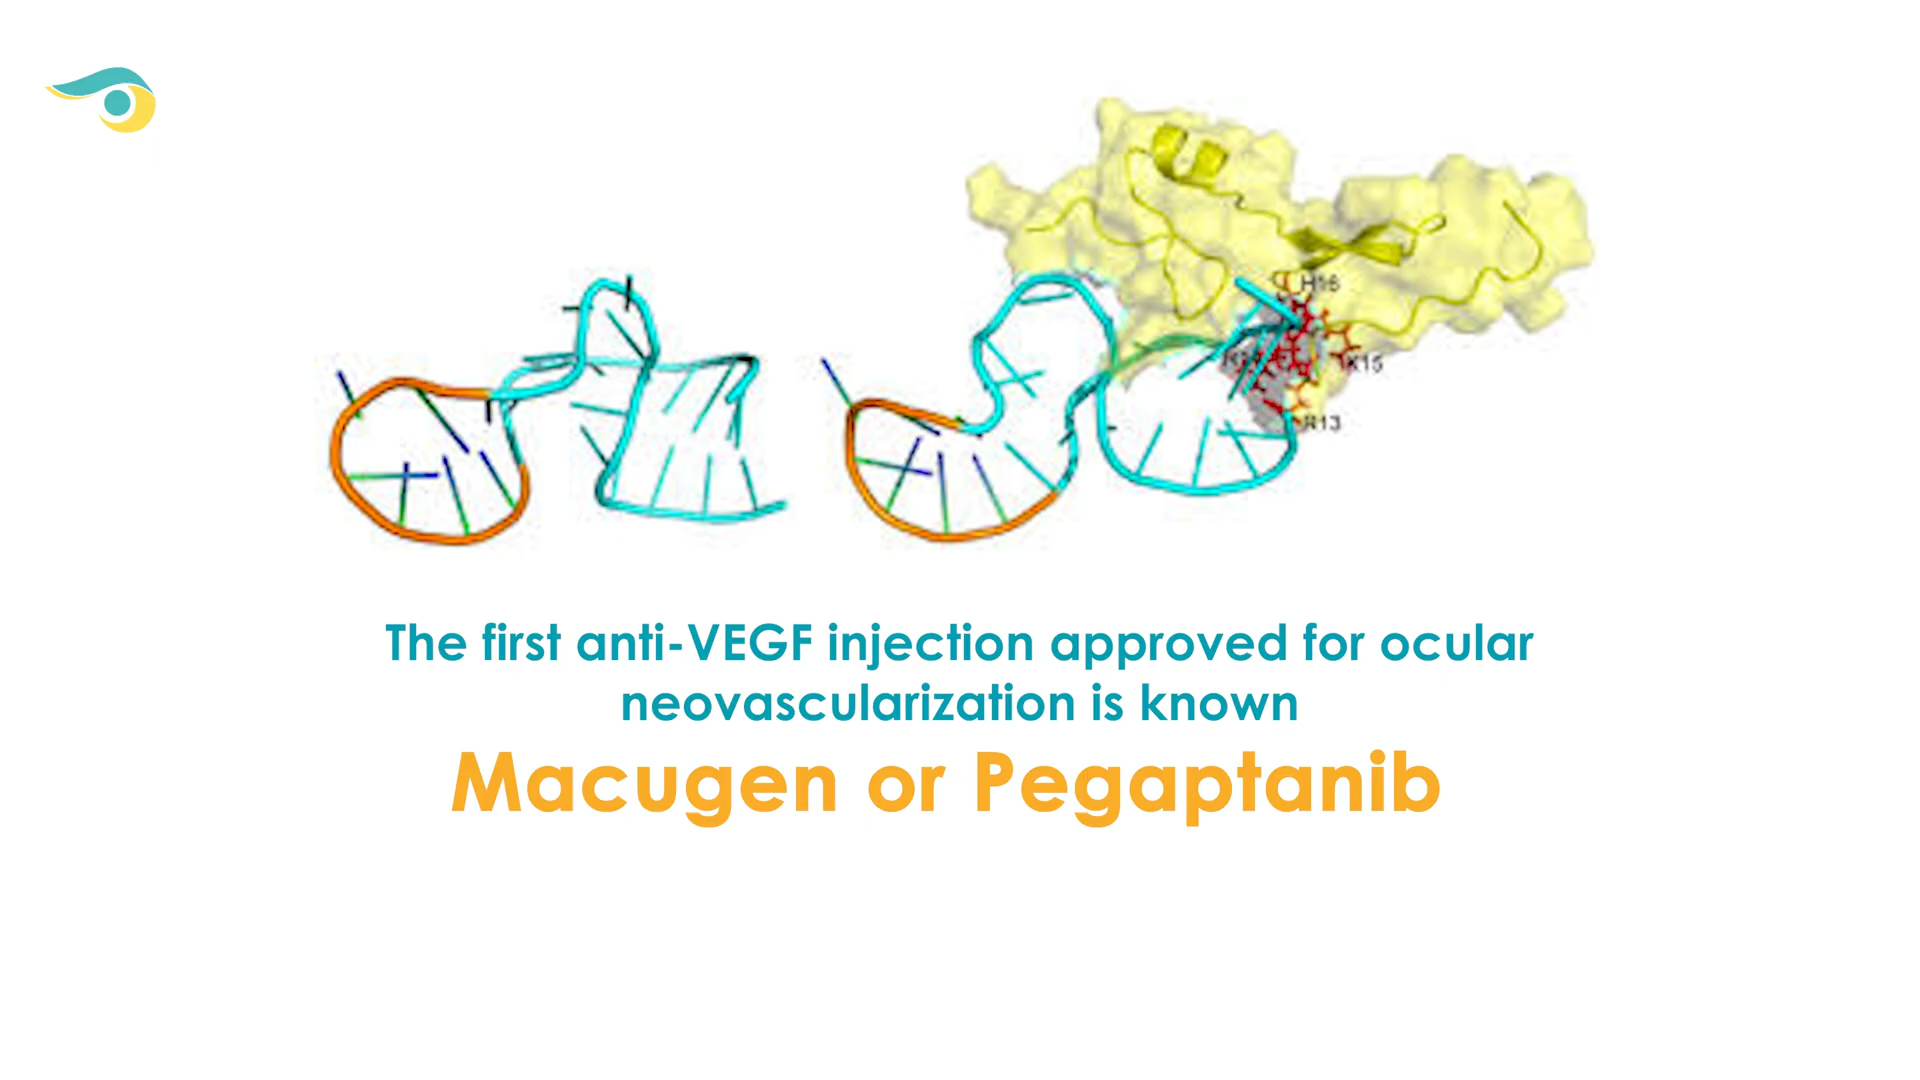 H16
K15
R13
The first anti-VEGF injection approved for ocular
neovascularization is known
Macugen or Pegaptanib